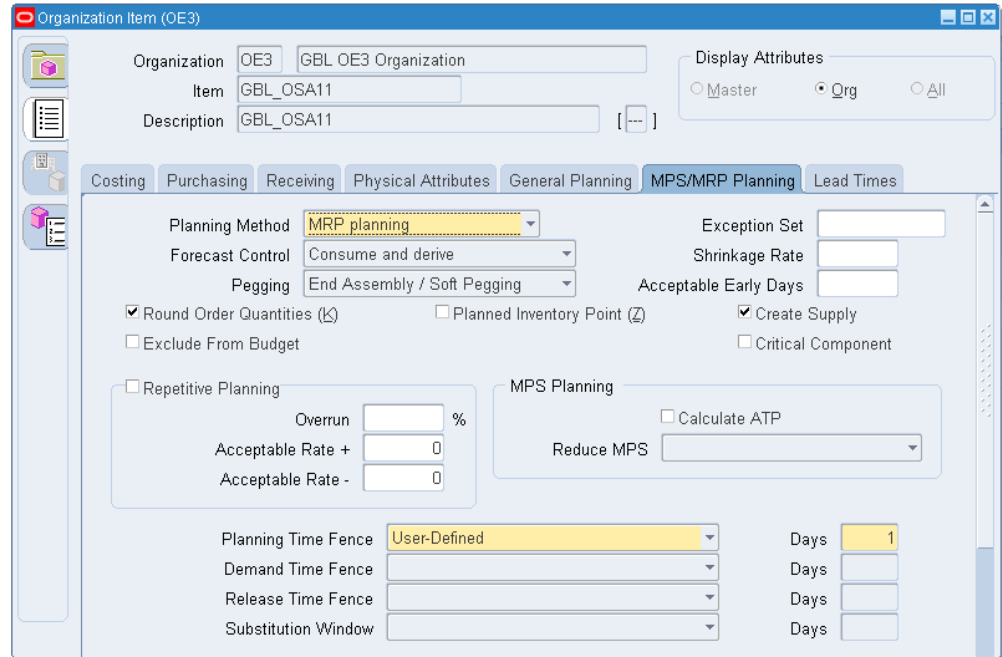 Organization Item (OE3)
Organization OE3 GBL OE3 Organization
Item GBL_OSA11
Description GBL_OSA11 [ --- ]
Display Attributes
Master Org All
Costing Purchasing Receiving Physical Attributes General Planning MPS/MRP Planning Lead Times
Planning Method MRP planning Exception Set
Forecast Control Consume and derive Shrinkage Rate
Pegging End Assembly / Soft Pegging Acceptable Early Days
Round Order Quantities (K) Planned Inventory Point (Z) Create Supply
Exclude From Budget Critical Component
Repetitive Planning MPS Planning
Overrun % Calculate ATP
Acceptable Rate + 0 Reduce MPS
Acceptable Rate - 0
Planning Time Fence User-Defined Days 1
Demand Time Fence Days
Release Time Fence Days
Substitution Window Days